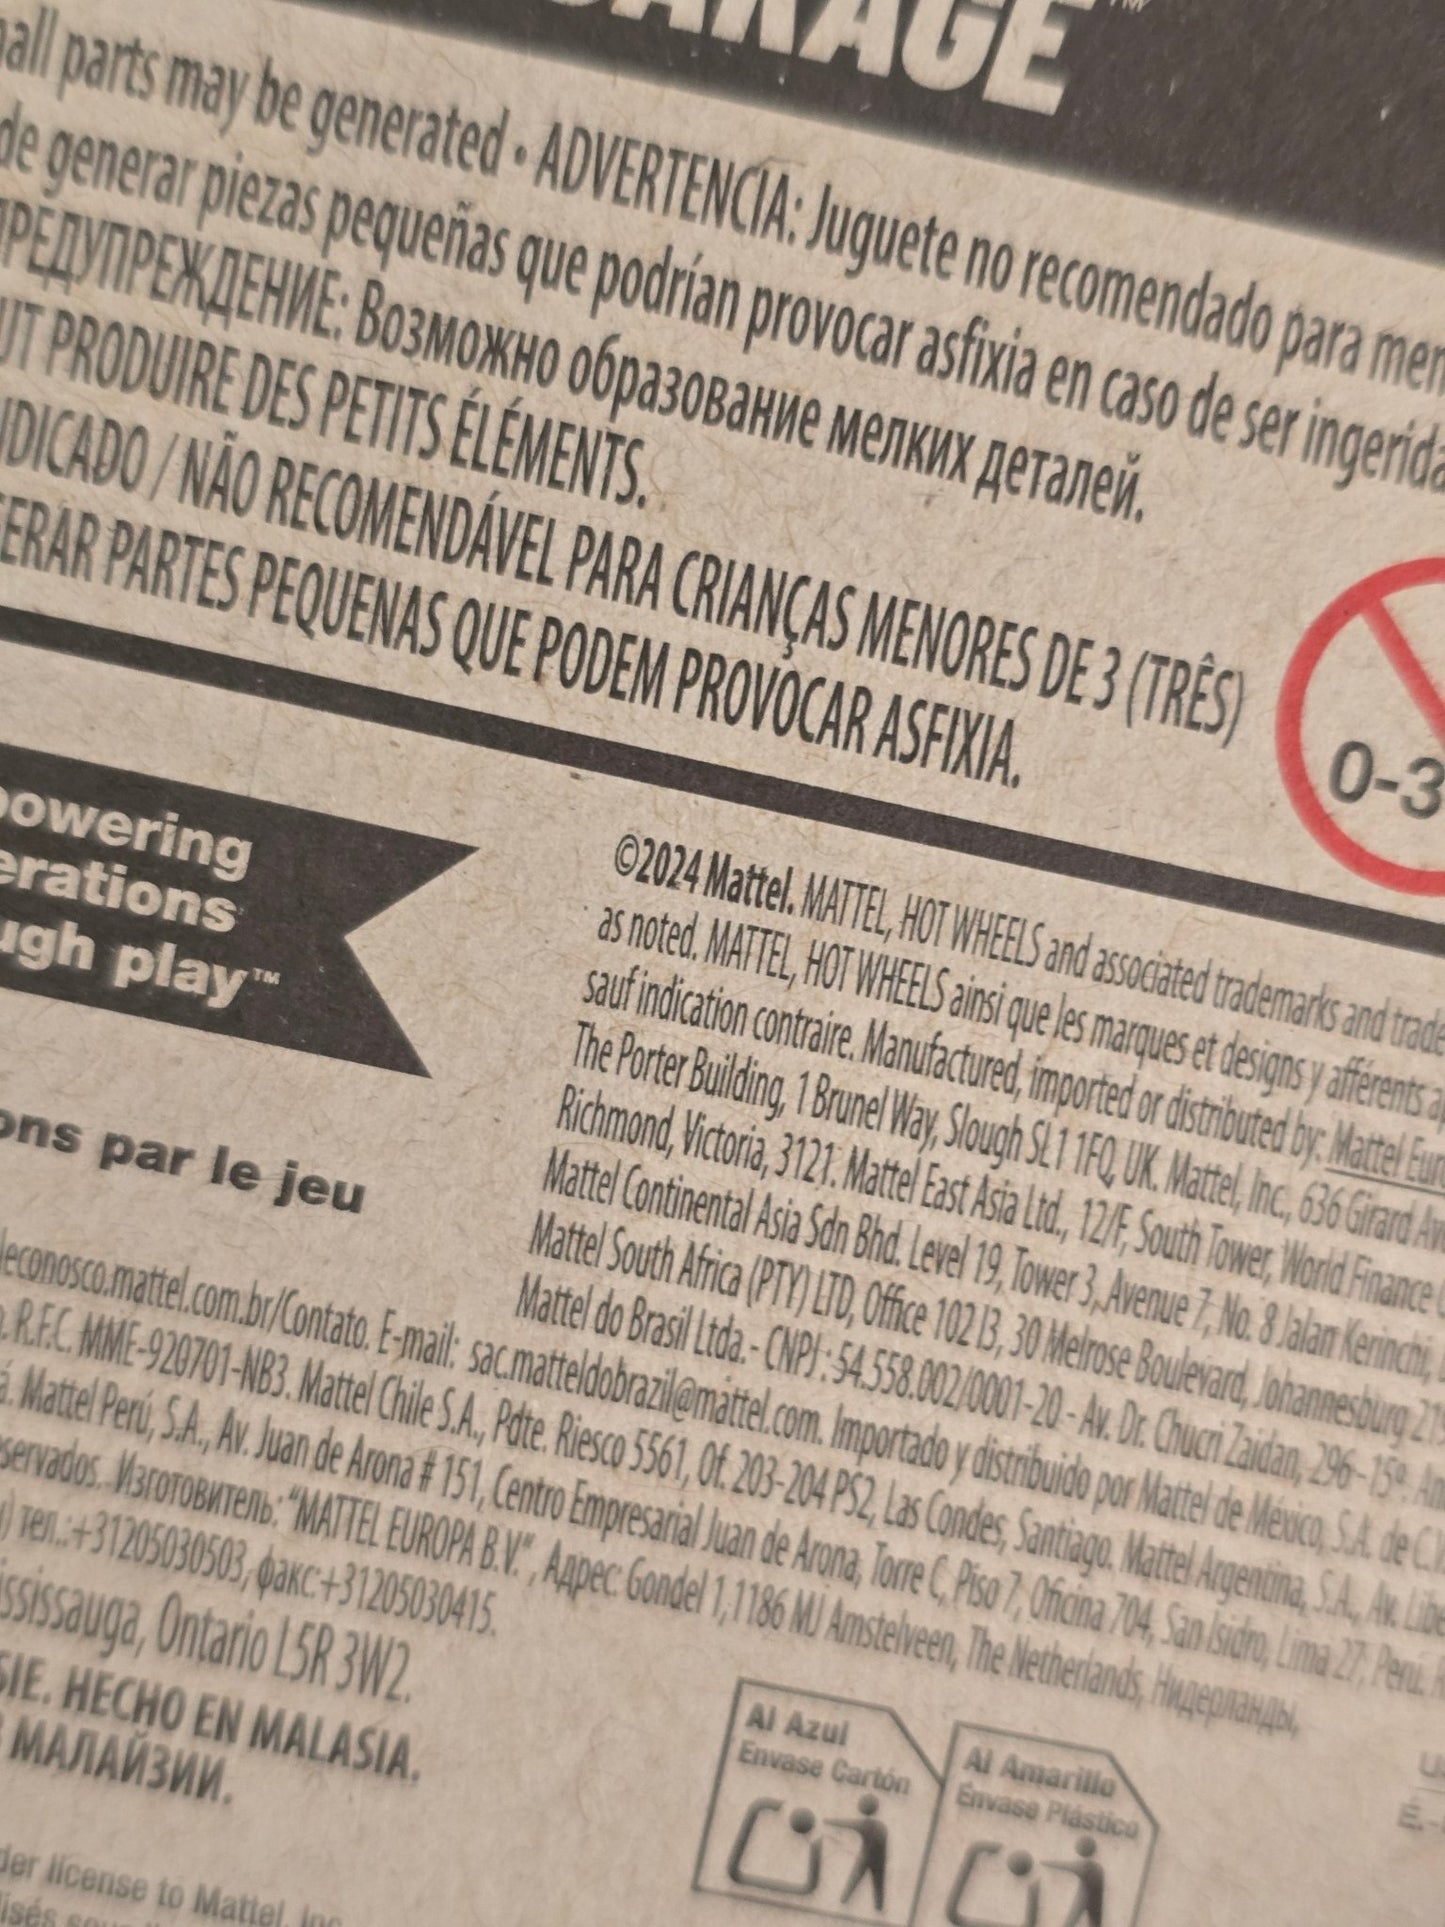 GARAGE™
small parts may be generated • ADVERTENCIA: Juguete no recomendado para
de generar piezas pequeñas que podrían provocar asfixia en caso de ser ingerida
ПРЕДУПРЕЖДЕНИЕ: Возможно образование мелких деталей.
PRODUIRE DES PETITS ÉLÉMENTS.
/ NÃO RECOMENDÁVEL PARA CRIANÇAS MENORES DE 3 (TRÊS)
PARTES PEQUENAS QUE PODEM PROVOCAR ASFIXIA.
0-3
powering
erations
ugh play™
ons par le jeu
©2024 Mattel. MATTEL, HOT WHEELS and associated trademarks and trade
as noted. MATTEL, HOT WHEELS ainsi que les marques et designs y afférents
sauf indication contraire. Manufactured, imported or distributed by: Mattel
The Porter Building, 1 Brunel Way, Slough SL1 1FQ, UK. Mattel, Inc., 636 Girard
Richmond, Victoria, 3121. Mattel East Asia Ltd., 12/F, South Tower, World Finance
Mattel Continental Asia Sdn Bhd. Level 19, Tower 3, Avenue 7, No. 8 Jalan Kerinchi,
Mattel South Africa (PTY) LTD, Office 102 I3, 30 Melrose Boulevard, Johannesburg
Mattel do Brasil Ltda.- CNPJ: 54.558.002/0001-20 - Av. Dr. Chucri Zaidan, 296-15º.
leconosco.mattel.com.br/Contato. E-mail: sac.matteldobrazil@mattel.com. Importado y distribuido por Mattel de México, S.A. de
R.F.C. MME-920701-NB3. Mattel Chile S.A., Pdte. Riesco 5561, Of. 203-204 PS2, Las Condes, Santiago. Mattel Argentina, S.A., Av.
Mattel Perú, S.A., Av. Juan de Arona # 151, Centro Empresarial Juan de Arona, Torre C, Piso 7, Oficina 704, San Isidro, Lima 27, Perú.
Изготовитель: "MATTEL EUROPA B.V.", Адрес: Gondel 1, 1186 MJ Amstelveen, The Netherlands, Нидерланды,
тел.:+31205030503, факс:+31205030415.
ississauga, Ontario L5R 3W2.
HECHO EN MALASIA.
МАЛАЙЗИИ.
license to Mattel, Inc.
Al Azul
Envase Cartón
Al Amarillo
Envase Plástico